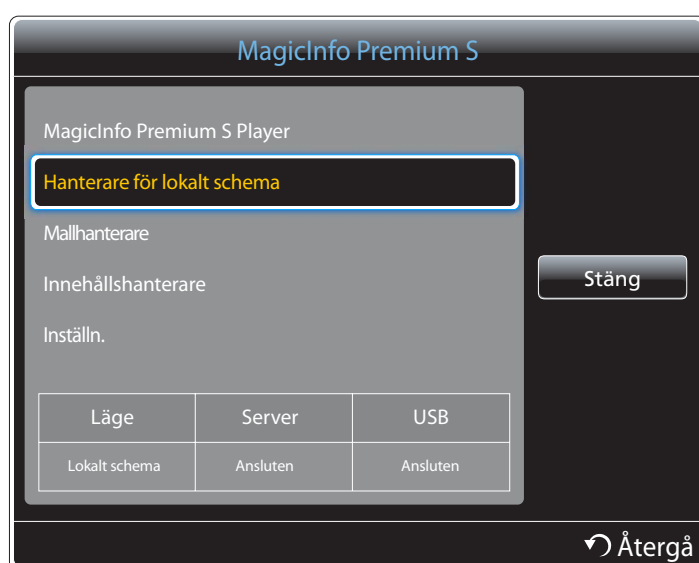 MagicInfo Premium S
MagicInfo Premium S Player
Hanterare för lokalt schema
Mallhanterare
Innehållshanterare
Inställn.
Stäng
Läge Server USB
Lokalt schema Ansluten Ansluten
Återgå